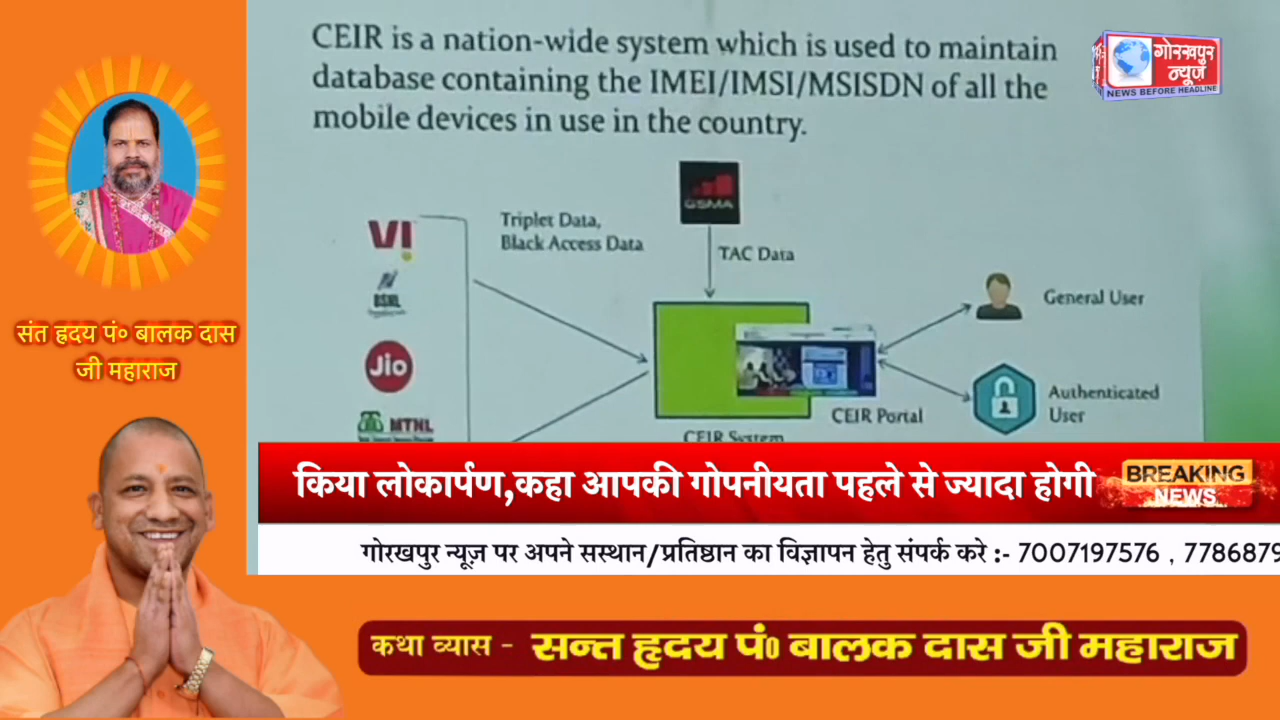 CEIR is a nation-wide system which is used to maintain
database containing the IMEI/IMSI/MSISDN of all the
mobile devices in use in the country.
गोरखपुर
न्यूज
NEWS BEFORE HEADLINE
GSMA
Triplet Data,
Black Access Data
TAC Data
VI
BSNL
Jio
MTNL
General User
Authenticated
User
CEIR Portal
CEIR System
संत ह्रदय पं० बालक दास
जी महाराज
किया लोकार्पण,कहा आपकी गोपनीयता पहले से ज्यादा होगी
BREAKING
NEWS
गोरखपुर न्यूज़ पर अपने सस्थान/प्रतिष्ठान का विज्ञापन हेतु संपर्क करे :- 7007197576 , 7786879
कथा व्यास - सन्त हृदय पं० बालक दास जी महाराज